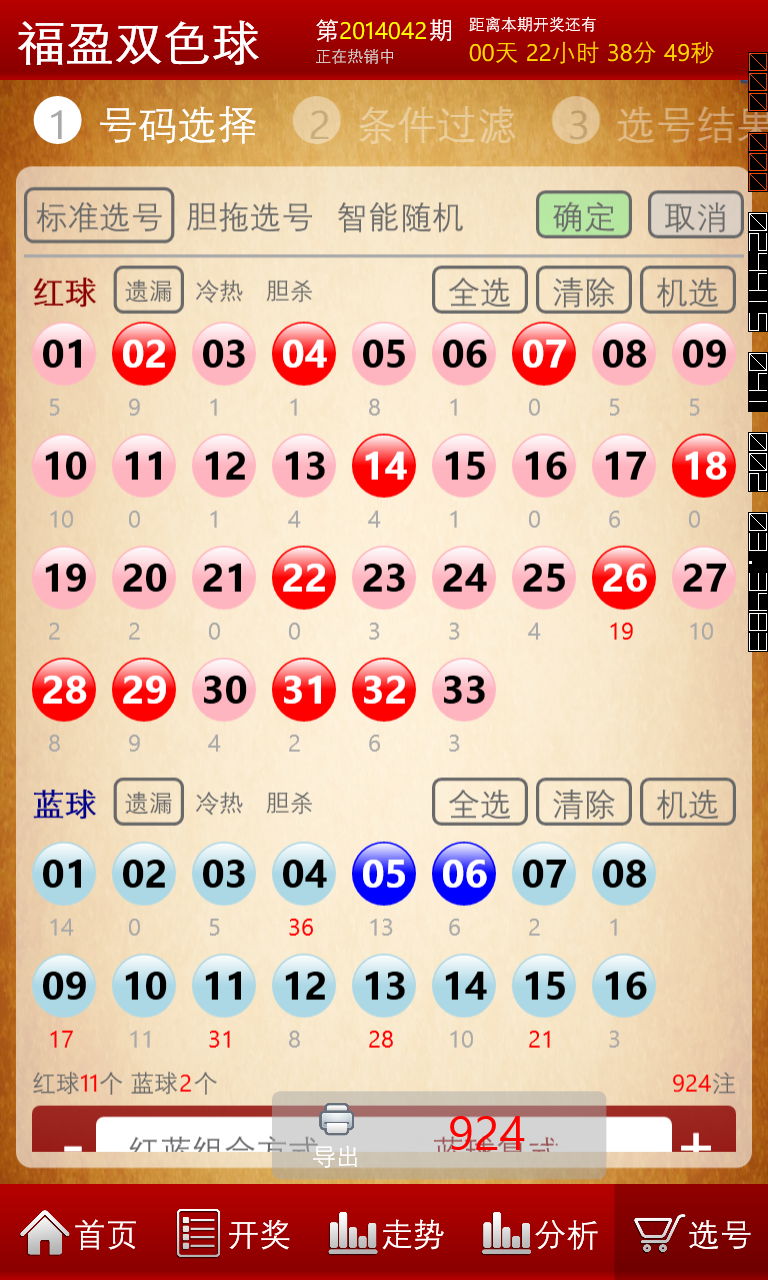 福盈双色球
第2014042期
正在热销中
距离本期开奖还有
00天 22小时 38分 49秒
1 号码选择 2 条件过滤 3 选号结果
标准选号 胆拖选号 智能随机 确定 取消
红球 遗漏 冷热 胆杀 全选 清除 机选
01 02 03 04 05 06 07 08 09
5 9 1 1 8 1 0 5 5
10 11 12 13 14 15 16 17 18
10 0 1 4 4 1 0 6 0
19 20 21 22 23 24 25 26 27
2 2 0 0 3 3 4 19 10
28 29 30 31 32 33
8 9 4 2 6 3
蓝球 遗漏 冷热 胆杀 全选 清除 机选
01 02 03 04 05 06 07 08
14 0 5 36 13 6 2 1
09 10 11 12 13 14 15 16
17 11 31 8 28 10 21 3
红球11个 蓝球2个 924注
- 红蓝组合方式 蓝球复式 +
924
导出
首页 开奖 走势 分析 选号